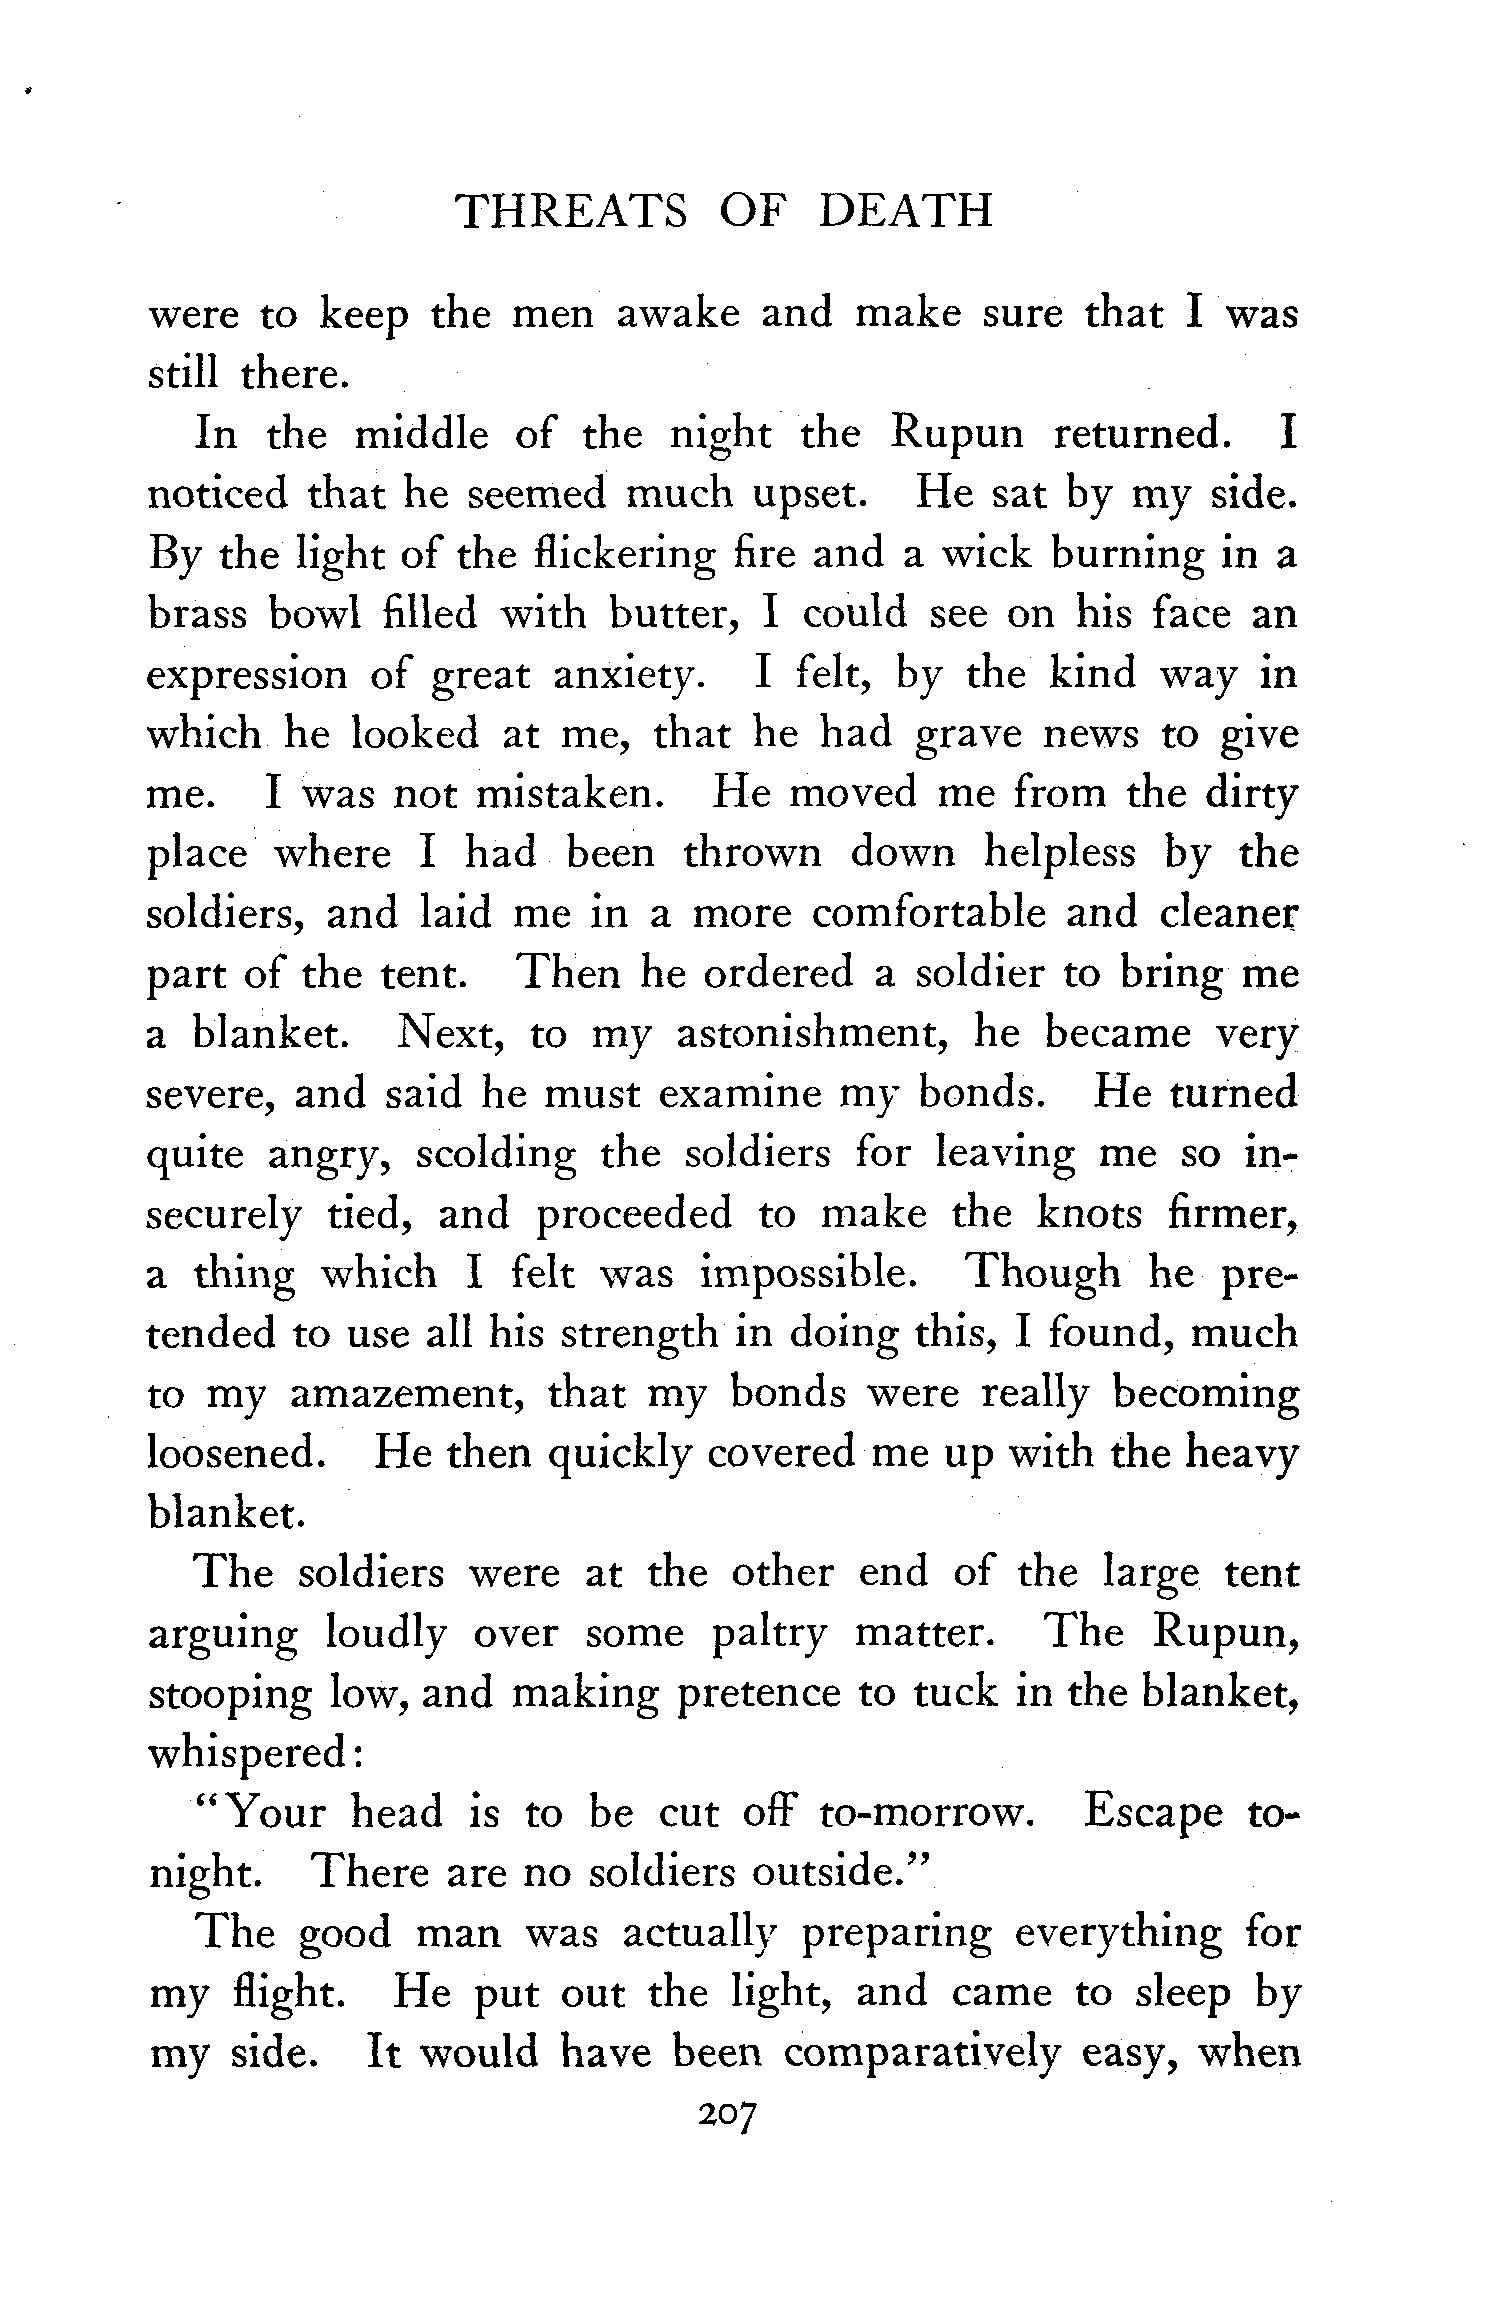 THREATS OF DEATH
were to keep the men awake and make sure that I was
still there.
In the middle of the night the Rupun returned. I
noticed that he seemed much upset. He sat by my side.
By the light of the flickering fire and a wick burning in a
brass bowl filled with butter, I could see on his face an
expression of great anxiety. I felt, by the kind way in
which he looked at me, that he had grave news to give
me. I was not mistaken. He moved me from the dirty
place where I had been thrown down helpless by the
soldiers, and laid me in a more comfortable and cleaner
part of the tent. Then he ordered a soldier to bring me
a blanket. Next, to my astonishment, he became very
severe, and said he must examine my bonds. He turned
quite angry, scolding the soldiers for leaving me so in-
securely tied, and proceeded to make the knots firmer,
a thing which I felt was impossible. Though he pre-
tended to use all his strength in doing this, I found, much
to my amazement, that my bonds were really becoming
loosened. He then quickly covered me up with the heavy
blanket.
The soldiers were at the other end of the large tent
arguing loudly over some paltry matter. The Rupun,
stooping low, and making pretence to tuck in the blanket,
whispered:
"Your head is to be cut off to-morrow. Escape to-
night. There are no soldiers outside."
The good man was actually preparing everything for
my flight. He put out the light, and came to sleep by
my side. It would have been comparatively easy, when
207